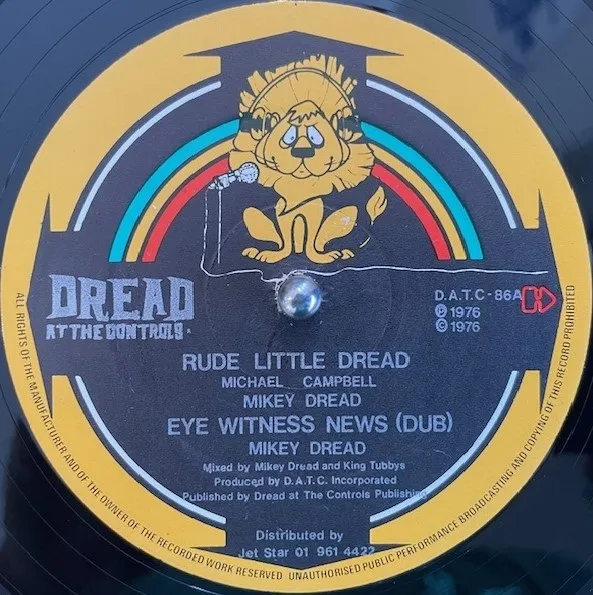 DREAD
AT THE CONTROLS
D.A.T.C-86A
℗ 1976
© 1976
RUDE LITTLE DREAD
MICHAEL CAMPBELL
MIKEY DREAD
EYE WITNESS NEWS (DUB)
MIKEY DREAD
Mixed by Mikey Dread and King Tubbys
Produced by D.A.T.C. Incorporated
Published by Dread at The Controls Publishing
Distributed by
Jet Star 01 961 4422
ALL RIGHTS OF THE MANUFACTURER AND OF THE OWNER OF THE RECORDED WORK RESERVED UNAUTHORISED PUBLIC PERFORMANCE BROADCASTING AND COPYING OF THIS RECORD PROHIBITED